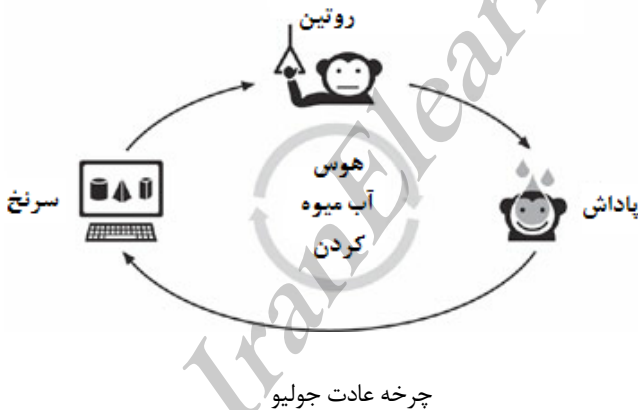 روتین
هوس
آب میوه
کردن
سرنخ
پاداش
چرخه عادت جولیو